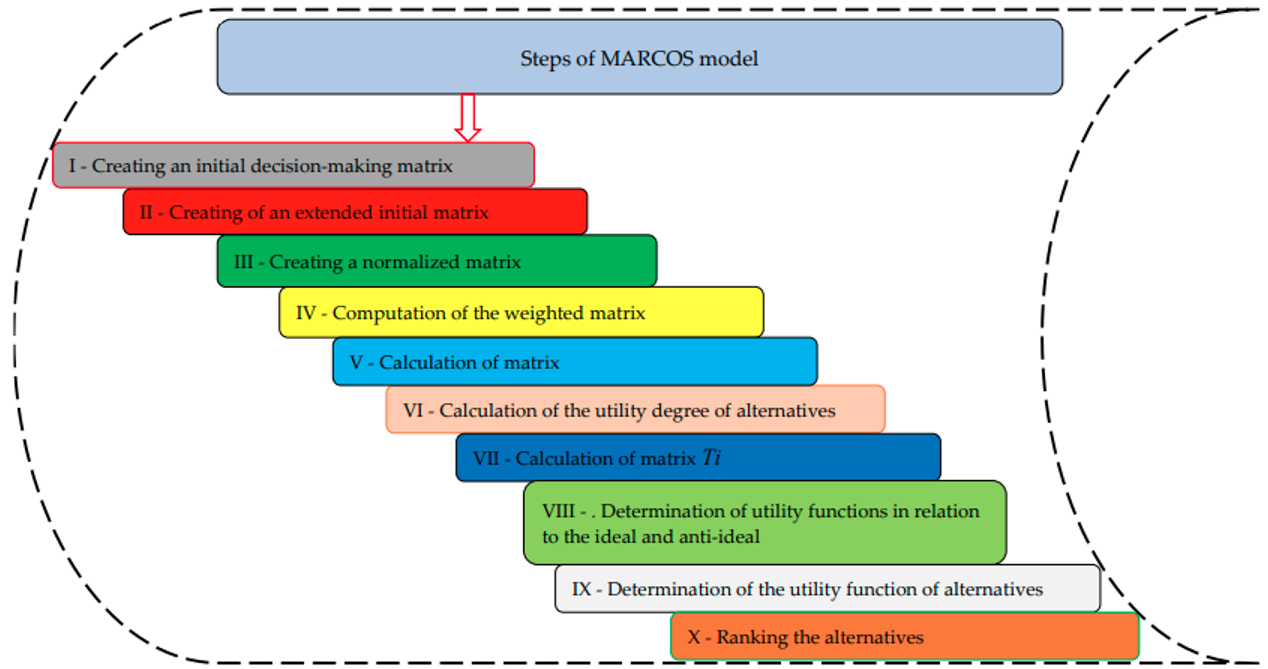 Steps of MARCOS model
I - Creating an initial decision-making matrix
II - Creating of an extended initial matrix
III - Creating a normalized matrix
IV - Computation of the weighted matrix
V - Calculation of matrix
VI - Calculation of the utility degree of alternatives
VII - Calculation of matrix Ti
VIII - . Determination of utility functions in relation
to the ideal and anti-ideal
IX - Determination of the utility function of alternatives
X - Ranking the alternatives